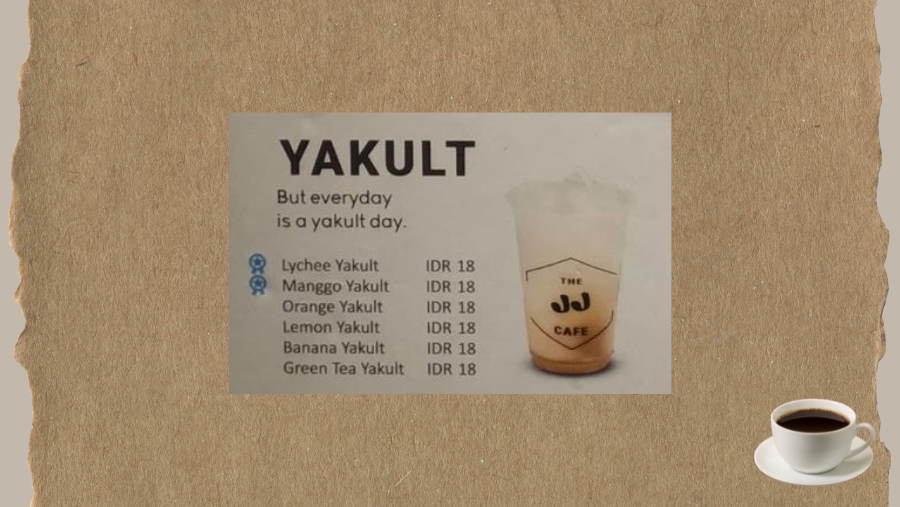 YAKULT
But everyday
is a yakult day.
Lychee Yakult IDR 18
Manggo Yakult IDR 18
Orange Yakult IDR 18
Lemon Yakult IDR 18
Banana Yakult IDR 18
Green Tea Yakult IDR 18
THE
JJ
CAFE